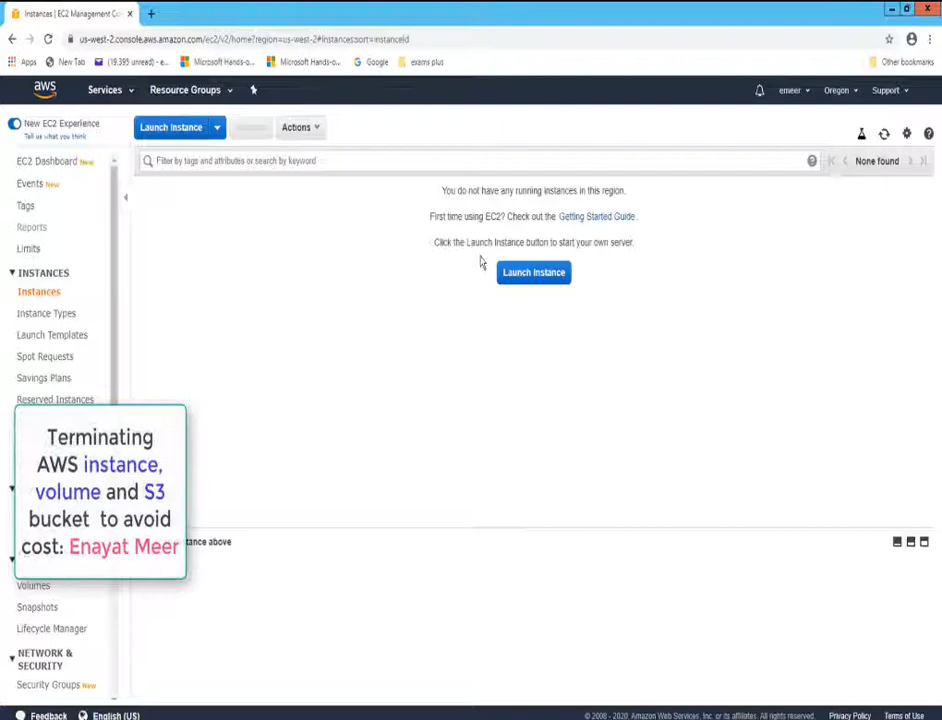 Instances | EC2 Management Co
us-west-2.console.aws.amazon.com/ec2/v2/home?region=us-west-2#Instances:sort=instanceId
Apps
New Tab
(19,395 unread) - e...
Microsoft Hands-o...
Microsoft Hands-o...
Google
exams plus
Other bookmarks
aws
Services
Resource Groups
emeer
Oregon
Support
New EC2 Experience
Tell us what you think
Launch Instance
Actions
EC2 Dashboard New
Filter by tags and attributes or search by keyword
None found
Events New
You do not have any running instances in this region.
Tags
First time using EC2? Check out the Getting Started Guide.
Reports
Click the Launch Instance button to start your own server.
Limits
Launch Instance
INSTANCES
Instances
Instance Types
Launch Templates
Spot Requests
Savings Plans
Reserved Instances
Terminating
AWS instance,
volume and S3
bucket to avoid
cost: Enayat Meer
tance above
Volumes
Snapshots
Lifecycle Manager
NETWORK &
SECURITY
Security Groups New
Feedback
English (US)
© 2008 - 2020, Amazon Web Services, Inc. or its affiliates. All rights reserved.
Privacy Policy
Terms of Use